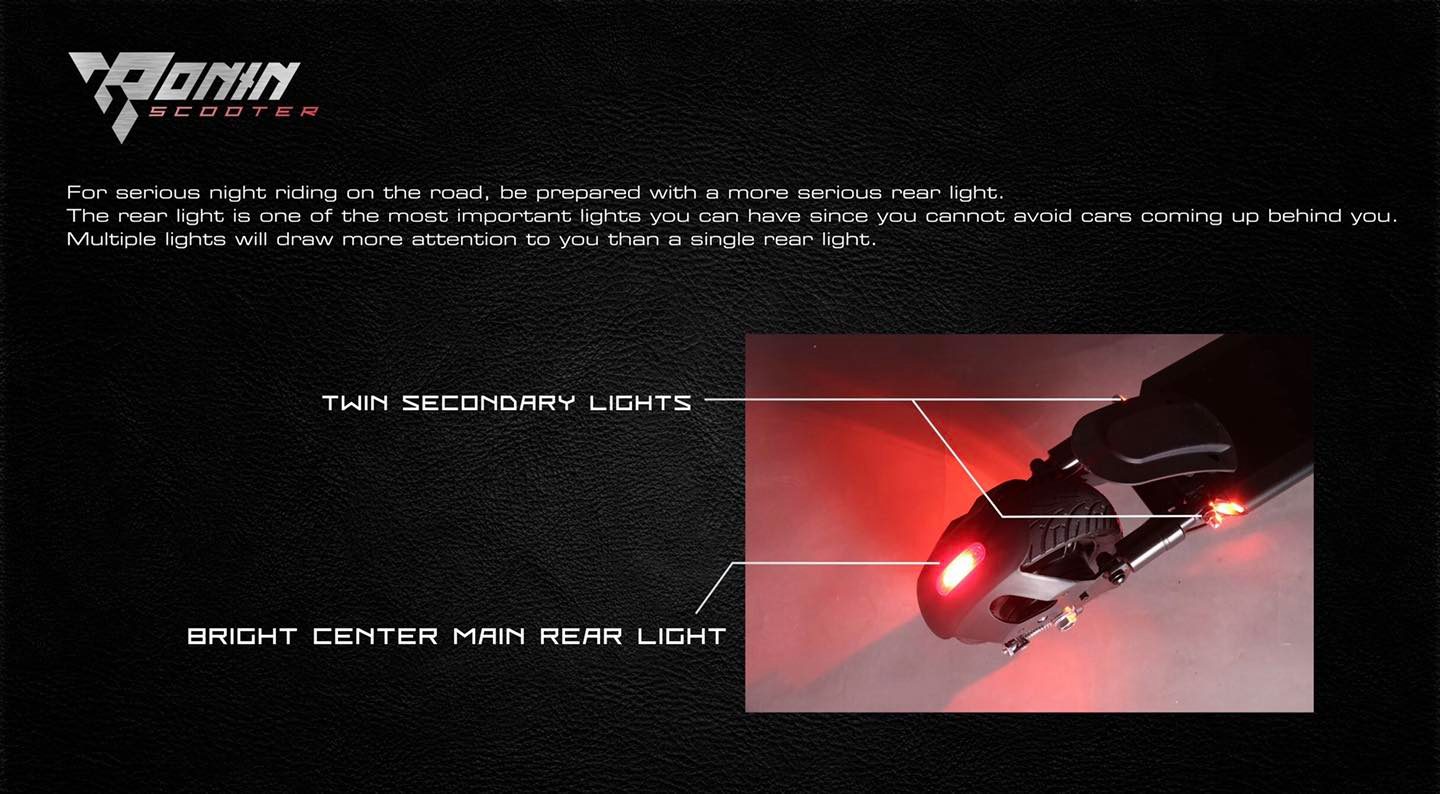 RONIN
SCOOTER
For serious night riding on the road, be prepared with a more serious rear light.
The rear light is one of the most important lights you can have since you cannot avoid cars coming up behind you.
Multiple lights will draw more attention to you than a single rear light.
TWIN SECONDARY LIGHTS
BRIGHT CENTER MAIN REAR LIGHT